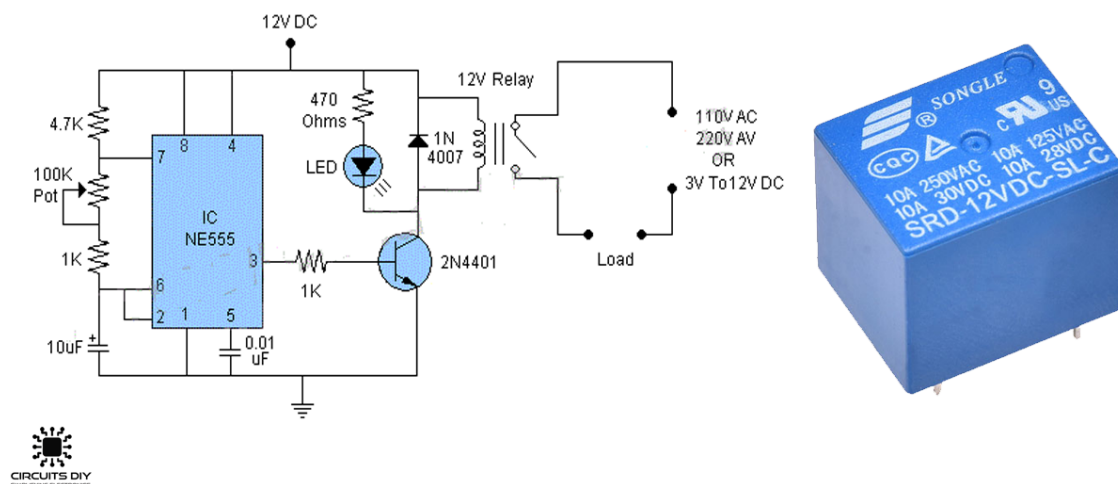 12V DC
4.7K
100K
Pot
1K
10uF
+
8
4
7
IC
NE555
3
6
2
1
5
0.01
uF
1K
470
Ohms
LED
1N
4007
2N4401
12V Relay
110V AC
220V AV
OR
3V To12V DC
Load
CIRCUITS DIY
SONGLE
®
c RU US
9
CQC
10A 250VAC 10A 125VAC
10A 30VDC 10A 28VDC
SRD-12VDC-SL-C